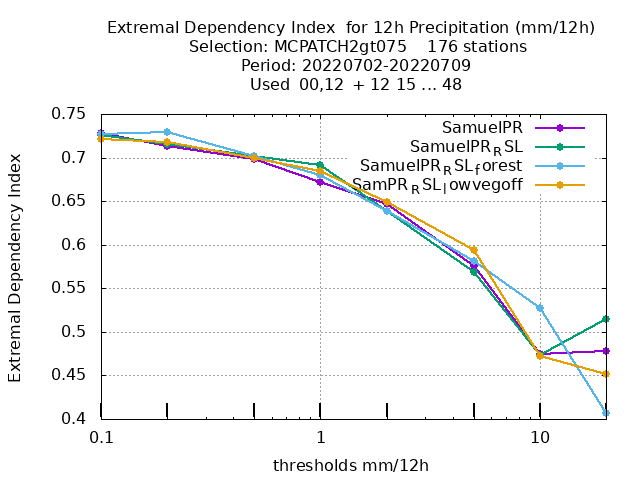 Extremal Dependency Index  for 12h Precipitation (mm/12h)
Selection: MCPATCH2gt075    176 stations
Period: 20220702-20220709
Used  00,12  + 12 15 ... 48
0.75
0.7
0.65
0.6
0.55
0.5
0.45
0.4
Extremal Dependency Index
SamuelPR
SamuelPR_RSL
SamuelPR_RSL_forest
SamPR_RSL_lowvegoff
0.1
1
10
thresholds mm/12h